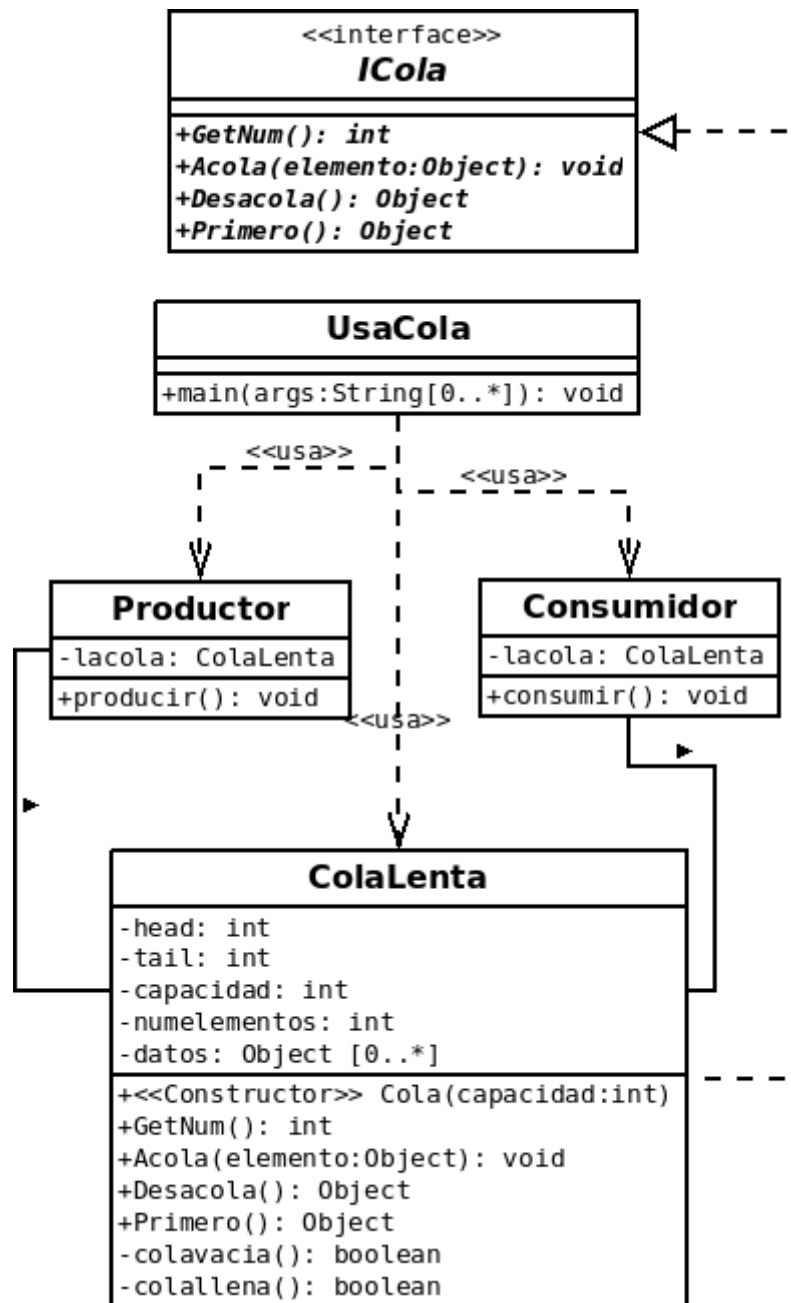 <<interface>>
ICola
+GetNum(): int
+Acola(elemento:Object): void
+Desacola(): Object
+Primero(): Object
UsaCola
+main(args:String[0..*]): void
<<usa>>
<<usa>>
Productor
-lacola: ColaLenta
+producir(): void
Consumidor
-lacola: ColaLenta
+consumir(): void
<<usa>>
ColaLenta
-head: int
-tail: int
-capacidad: int
-numelementos: int
-datos: Object [0..*]
+<<Constructor>> Cola(capacidad:int)
+GetNum(): int
+Acola(elemento:Object): void
+Desacola(): Object
+Primero(): Object
-colavacia(): boolean
-colallena(): boolean